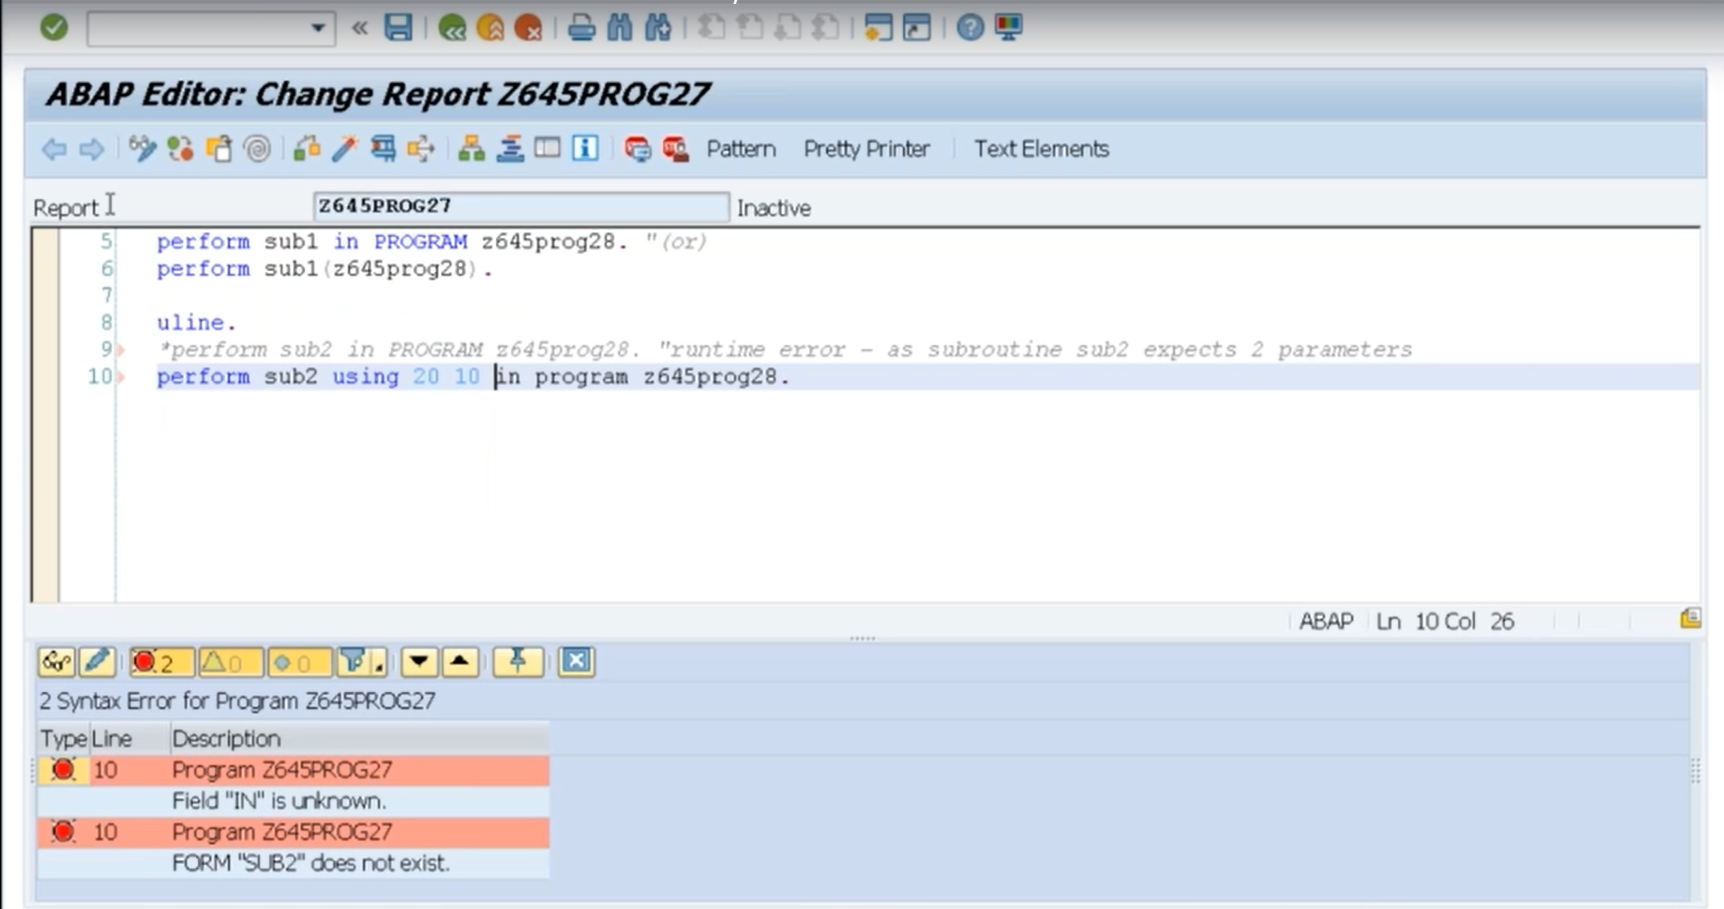 ABAP Editor: Change Report Z645PROG27
Pattern Pretty Printer Text Elements
Report Z645PROG27 Inactive
5 perform sub1 in PROGRAM z645prog28. "(or)
6 perform sub1(z645prog28).
7
8 uline.
9 *perform sub2 in PROGRAM z645prog28. "runtime error - as subroutine sub2 expects 2 parameters
10 perform sub2 using 20 10 in program z645prog28.
ABAP Ln 10 Col 26
2 0 0
2 Syntax Error for Program Z645PROG27
Type Line Description
10 Program Z645PROG27
Field "IN" is unknown.
10 Program Z645PROG27
FORM "SUB2" does not exist.